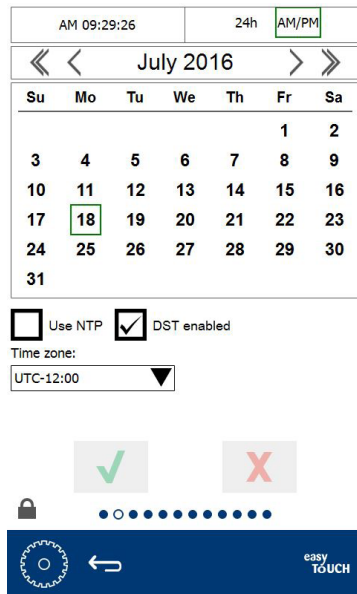 AM 09:29:26 24h AM/PM
July 2016
Su Mo Tu We Th Fr Sa
1 2
3 4 5 6 7 8 9
10 11 12 13 14 15 16
17 18 19 20 21 22 23
24 25 26 27 28 29 30
31
Use NTP DST enabled
Time zone:
UTC-12:00
easy
TOUCH